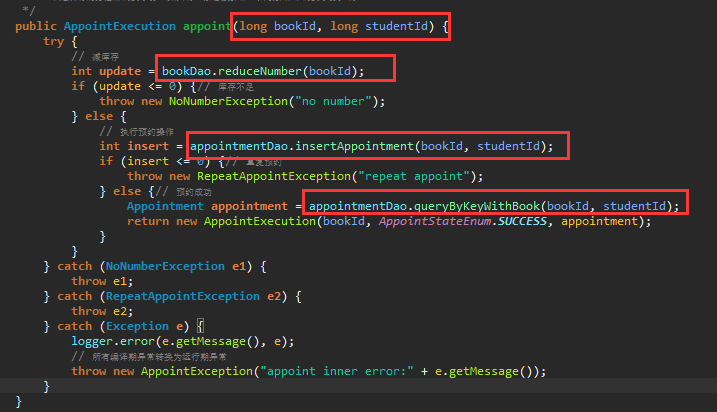 */
public AppointExecution appoint(long bookId, long studentId) {
try {
// 减库存
int update = bookDao.reduceNumber(bookId);
if (update <= 0) {// 库存不足
throw new NoNumberException("no number");
} else {
// 执行预约操作
int insert = appointmentDao.insertAppointment(bookId, studentId);
if (insert <= 0) {// 重复预约
throw new RepeatAppointException("repeat appoint");
} else {// 预约成功
Appointment appointment = appointmentDao.queryByKeyWithBook(bookId, studentId);
return new AppointExecution(bookId, AppointStateEnum.SUCCESS, appointment);
}
}
} catch (NoNumberException e1) {
throw e1;
} catch (RepeatAppointException e2) {
throw e2;
} catch (Exception e) {
logger.error(e.getMessage(), e);
// 所有编译期异常转换为运行期异常
throw new AppointException("appoint inner error:" + e.getMessage());
}
}